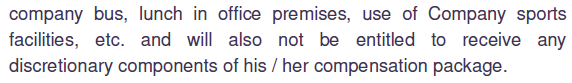 company bus, lunch in office premises, use of Company sports
facilities, etc. and will also not be entitled to receive any
discretionary components of his / her compensation package.